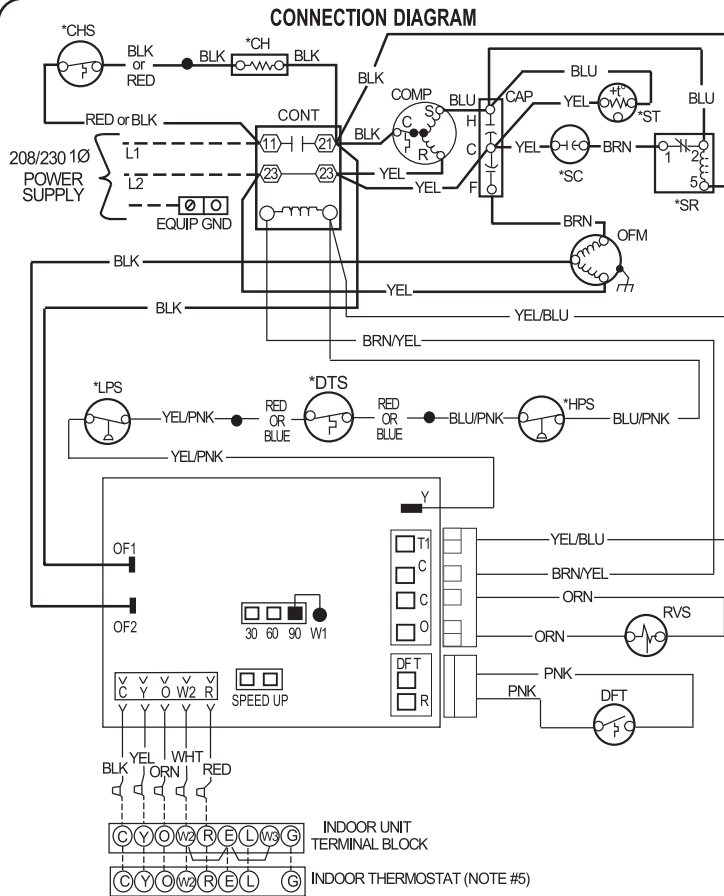 CONNECTION DIAGRAM
*CHS
BLK
or
RED
BLK
*CH
BLK
BLK
RED or BLK
CONT
COMP
BLU
CAP
BLU
YEL
+t°
*ST
BLU
H
S
C
R
BLK
11
21
C
YEL
*SC
BRN
1
2
5
*SR
208/230 1Ø
POWER
SUPPLY
L1
L2
23
23
YEL
YEL
F
EQUIP GND
BRN
OFM
BLK
YEL
BLK
YEL/BLU
BRN/YEL
*LPS
YEL/PNK
RED
OR
BLUE
*DTS
RED
OR
BLUE
BLU/PNK
*HPS
BLU/PNK
YEL/PNK
Y
OF1
T1
YEL/BLU
C
BRN/YEL
C
ORN
OF2
30
60
90
W1
O
ORN
RVS
C
Y
O
W2
R
SPEED UP
DFT
R
PNK
PNK
DFT
BLK
YEL
ORN
WHT
RED
C Y O W2 R E L W3 G
INDOOR UNIT
TERMINAL BLOCK
C Y O W2 R E L G
INDOOR THERMOSTAT (NOTE #5)